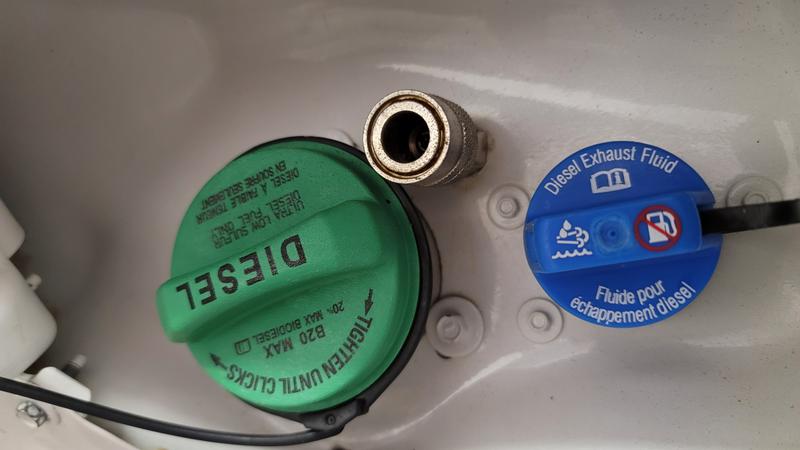 DIESEL À FAIBLE TENEUR
EN SOUFRE SEULEMENT
ULTRA LOW SULFUR
DIESEL FUEL
ONLY
DIESEL
20% MAX BIODIESEL
B20 MAX
TIGHTEN UNTIL CLICKS
Diesel Exhaust Fluid
Fluide pour
échappement diesel